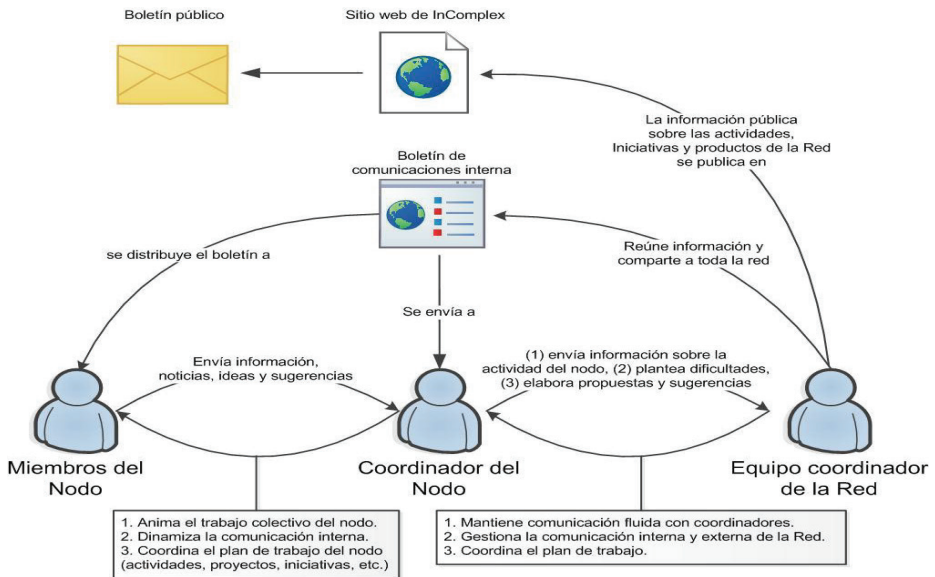 Boletín público
Sitio web de InComplex
La información pública
sobre las actividades,
Iniciativas y productos de la Red
se publica en
Boletín de
comunicaciones interna
se distribuye el boletín a
Reúne información y
comparte a toda la red
Se envía a
Envía información,
noticias, ideas y sugerencias
(1) envía información sobre la
actividad del nodo, (2) plantea dificultades,
(3) elabora propuestas y sugerencias
Miembros del
Nodo
Coordinador del
Nodo
Equipo coordinador
de la Red
1. Anima el trabajo colectivo del nodo.
2. Dinamiza la comunicación interna.
3. Coordina el plan de trabajo del nodo
(actividades, proyectos, iniciativas, etc.)
1. Mantiene comunicación fluida con coordinadores.
2. Gestiona la comunicación interna y externa de la Red.
3. Coordina el plan de trabajo.